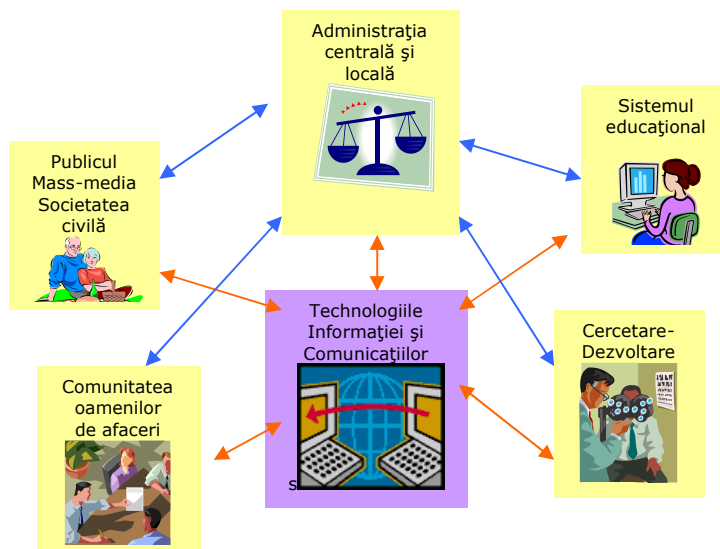 Administraţia
centrală şi
locală
Sistemul
educaţional
Publicul
Mass-media
Societatea
civilă
Technologiile
Informaţiei şi
Comunicaţiilor
s
Cercetare-
Dezvoltare
Comunitatea
oamenilor
de afaceri